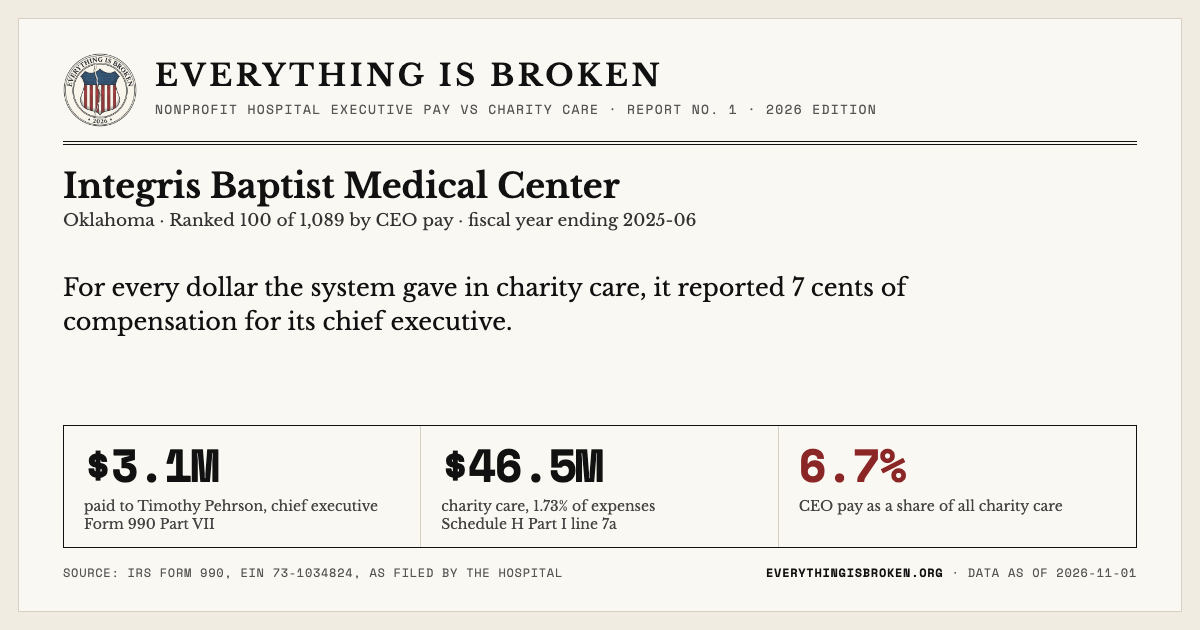 EVERYTHING IS BROKEN
· 2026 ·
EVERYTHING IS BROKEN
NONPROFIT HOSPITAL EXECUTIVE PAY VS CHARITY CARE · REPORT NO. 1 · 2026 EDITION
Integris Baptist Medical Center
Oklahoma · Ranked 100 of 1,089 by CEO pay · fiscal year ending 2025-06
For every dollar the system gave in charity care, it reported 7 cents of
compensation for its chief executive.
$3.1M
paid to Timothy Pehrson, chief executive
Form 990 Part VII
$46.5M
charity care, 1.73% of expenses
Schedule H Part I line 7a
6.7%
CEO pay as a share of all charity care
SOURCE: IRS FORM 990, EIN 73-1034824, AS FILED BY THE HOSPITAL
EVERYTHINGISBROKEN.ORG · DATA AS OF 2026-11-01